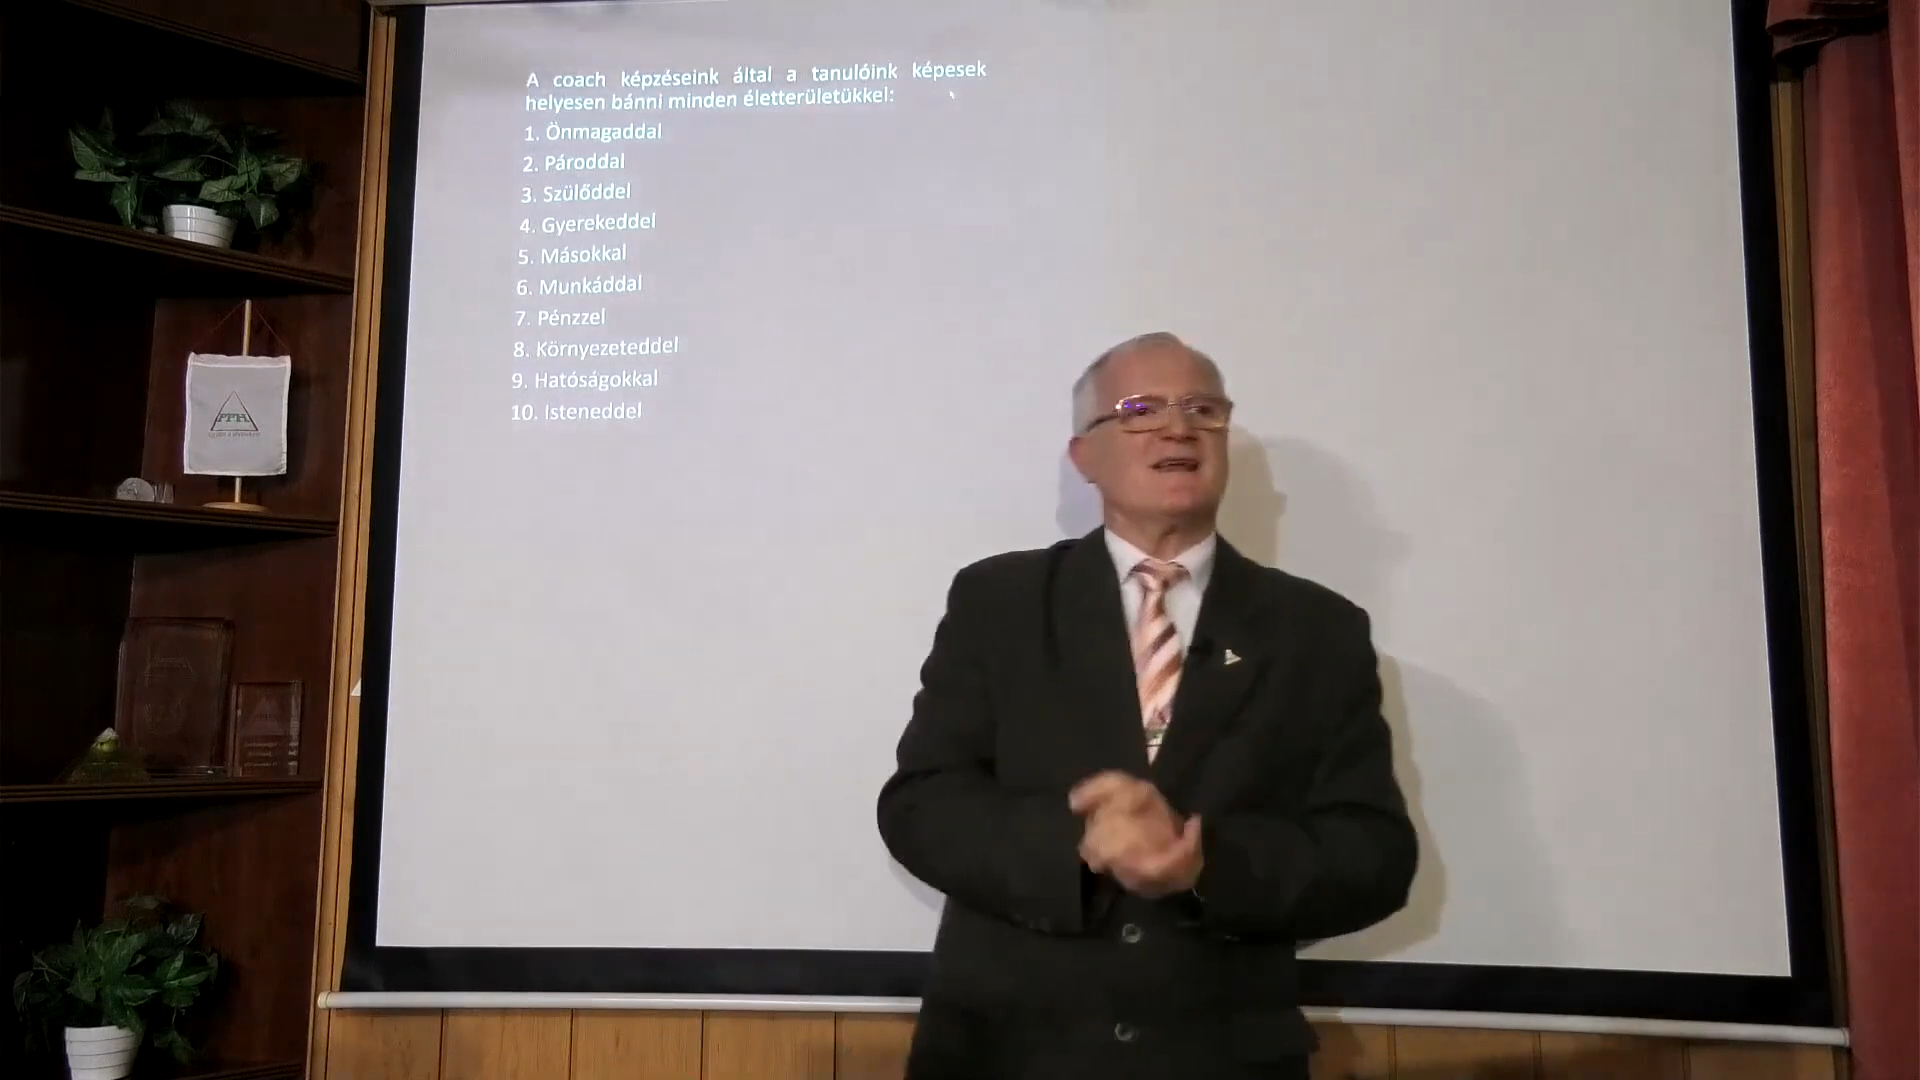 A coach képzéseink által a tanulóink képesek
helyesen bánni minden életterületükkel:
1. Önmagaddal
2. Pároddal
3. Szülőddel
4. Gyerekeddel
5. Másokkal
6. Munkáddal
7. Pénzzel
8. Környezeteddel
9. Hatóságokkal
10. Isteneddel
PPH